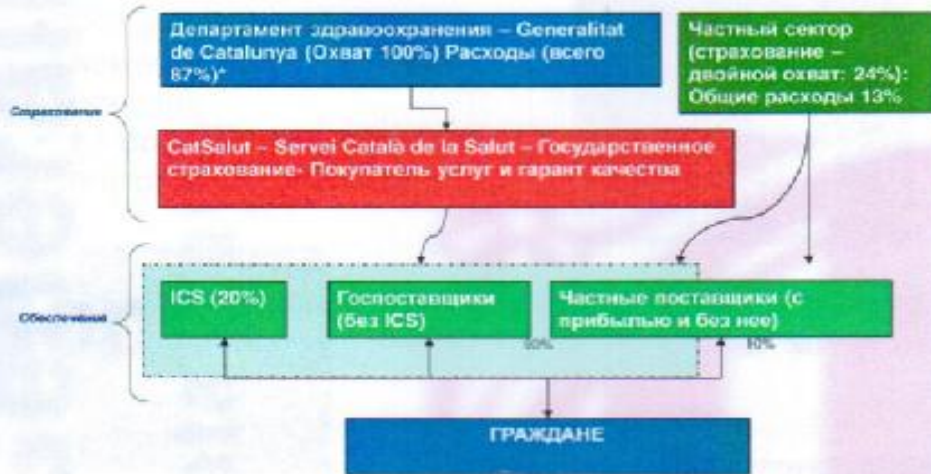 Департамент здравоохранения – Generalitat
de Catalunya (Охват 100%) Расходы (всего
87%)*
Частный сектор
(страхование –
двойной охват: 24%):
Общие расходы 13%
Страхование
CatSalut – Servei Català de la Salut – Государственное
страхование- Покупатель услуг и гарант качества
Обеспечение
ICS (20%)
Госпоставщики
(без ICS)
Частные поставщики (с
прибылью и без нее)
90%
10%
ГРАЖДАНЕ